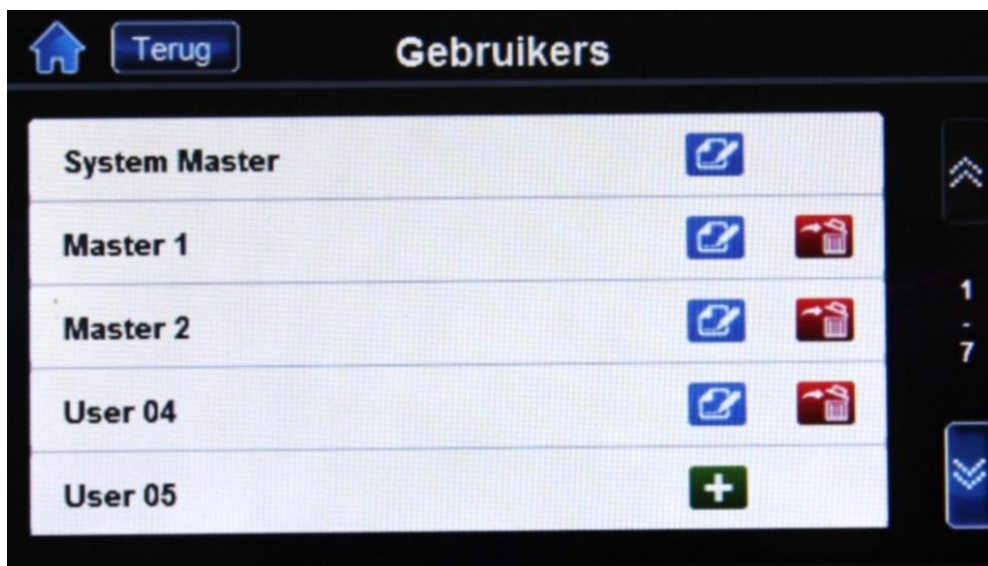 Terug
Gebruikers
System Master
Master 1
Master 2
User 04
User 05
1
-
7